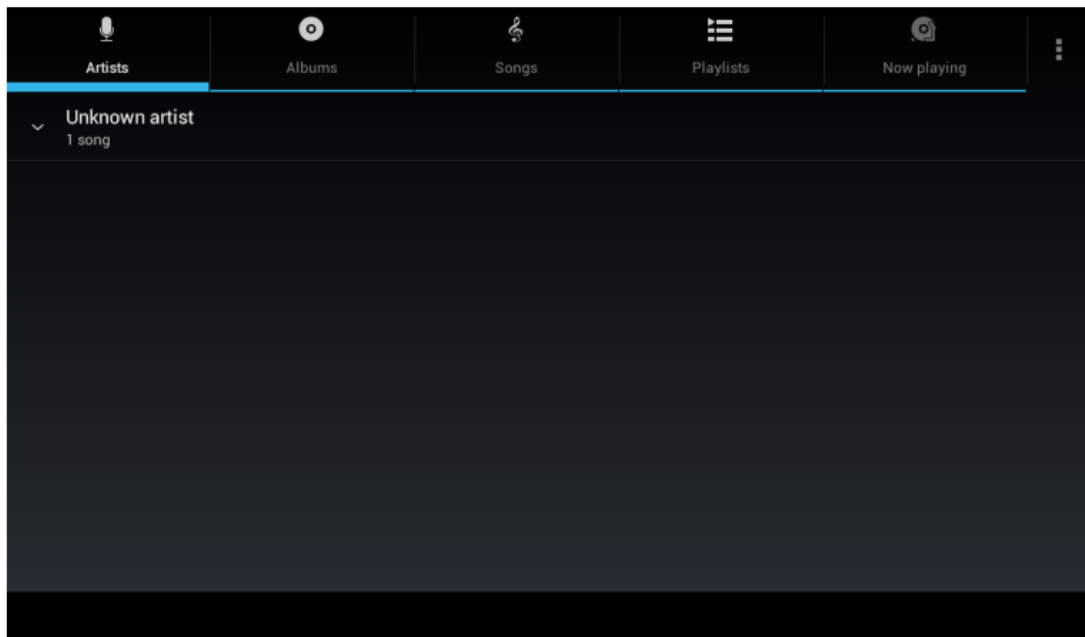 Artists
Albums
Songs
Playlists
Now playing
Unknown artist
1 song